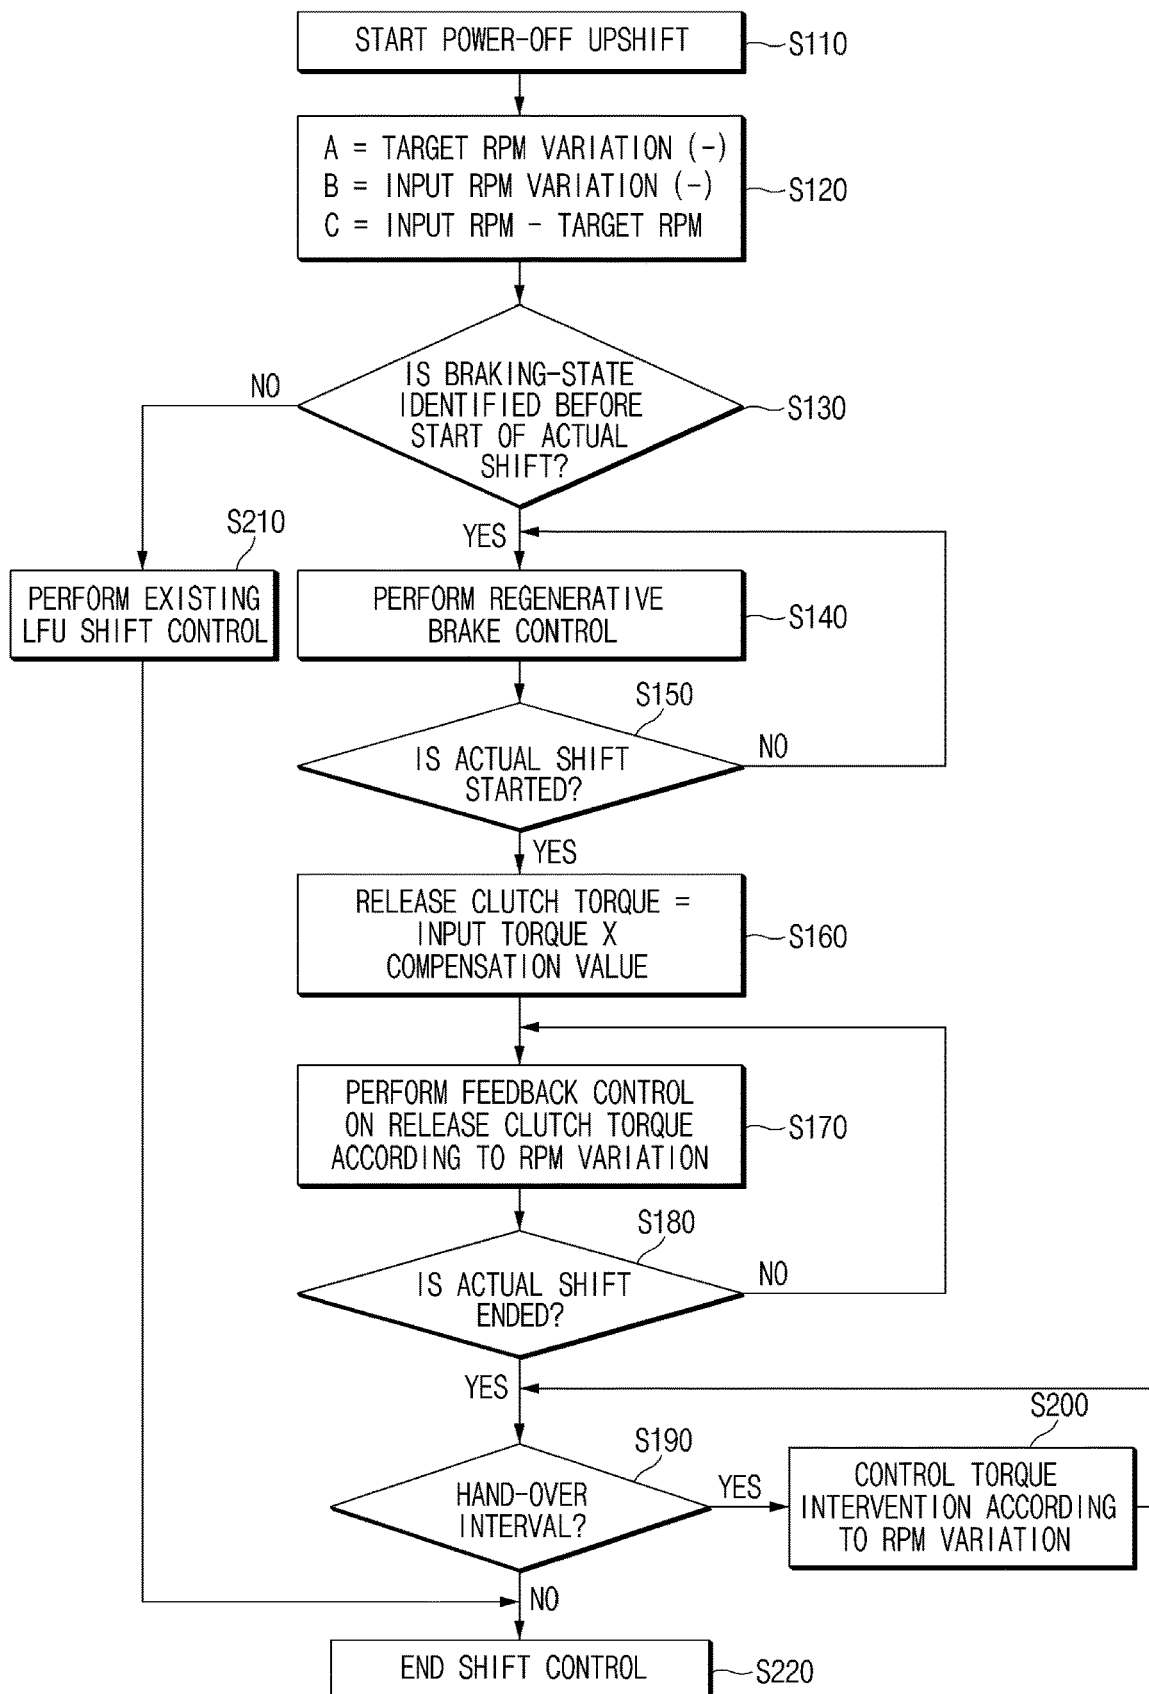 START POWER-OFF UPSHIFT
S110
A = TARGET RPM VARIATION (-)
B = INPUT RPM VARIATION (-)
C = INPUT RPM - TARGET RPM
S120
IS BRAKING-STATE
IDENTIFIED BEFORE
START OF ACTUAL
SHIFT?
S130
NO
YES
S210
PERFORM EXISTING
LFU SHIFT CONTROL
PERFORM REGENERATIVE
BRAKE CONTROL
S140
S150
IS ACTUAL SHIFT
STARTED?
NO
YES
RELEASE CLUTCH TORQUE =
INPUT TORQUE X
COMPENSATION VALUE
S160
PERFORM FEEDBACK CONTROL
ON RELEASE CLUTCH TORQUE
ACCORDING TO RPM VARIATION
S170
S180
IS ACTUAL SHIFT
ENDED?
NO
YES
S190
HAND-OVER
INTERVAL?
YES
S200
CONTROL TORQUE
INTERVENTION ACCORDING
TO RPM VARIATION
NO
END SHIFT CONTROL
S220